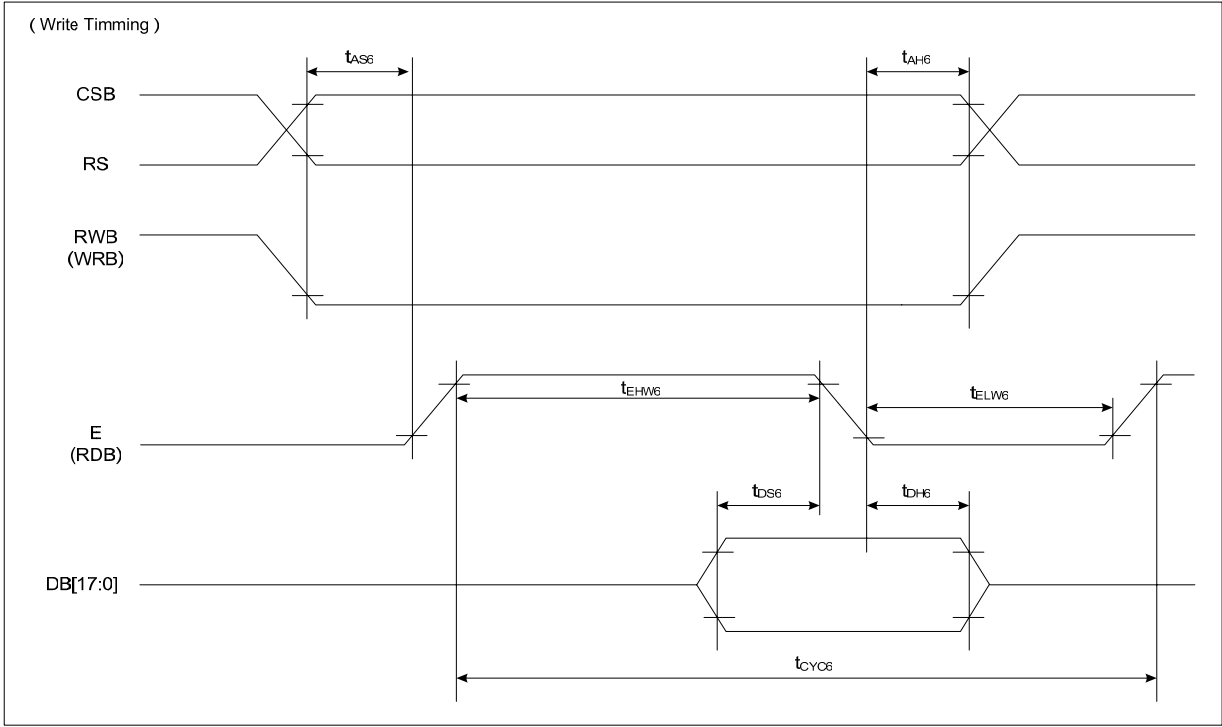 ( Write Timming )
tAS6
tAH6
CSB
RS
RWB
(WRB)
tEHW6
tELW6
E
(RDB)
tDS6
tDH6
DB[17:0]
tCYC6